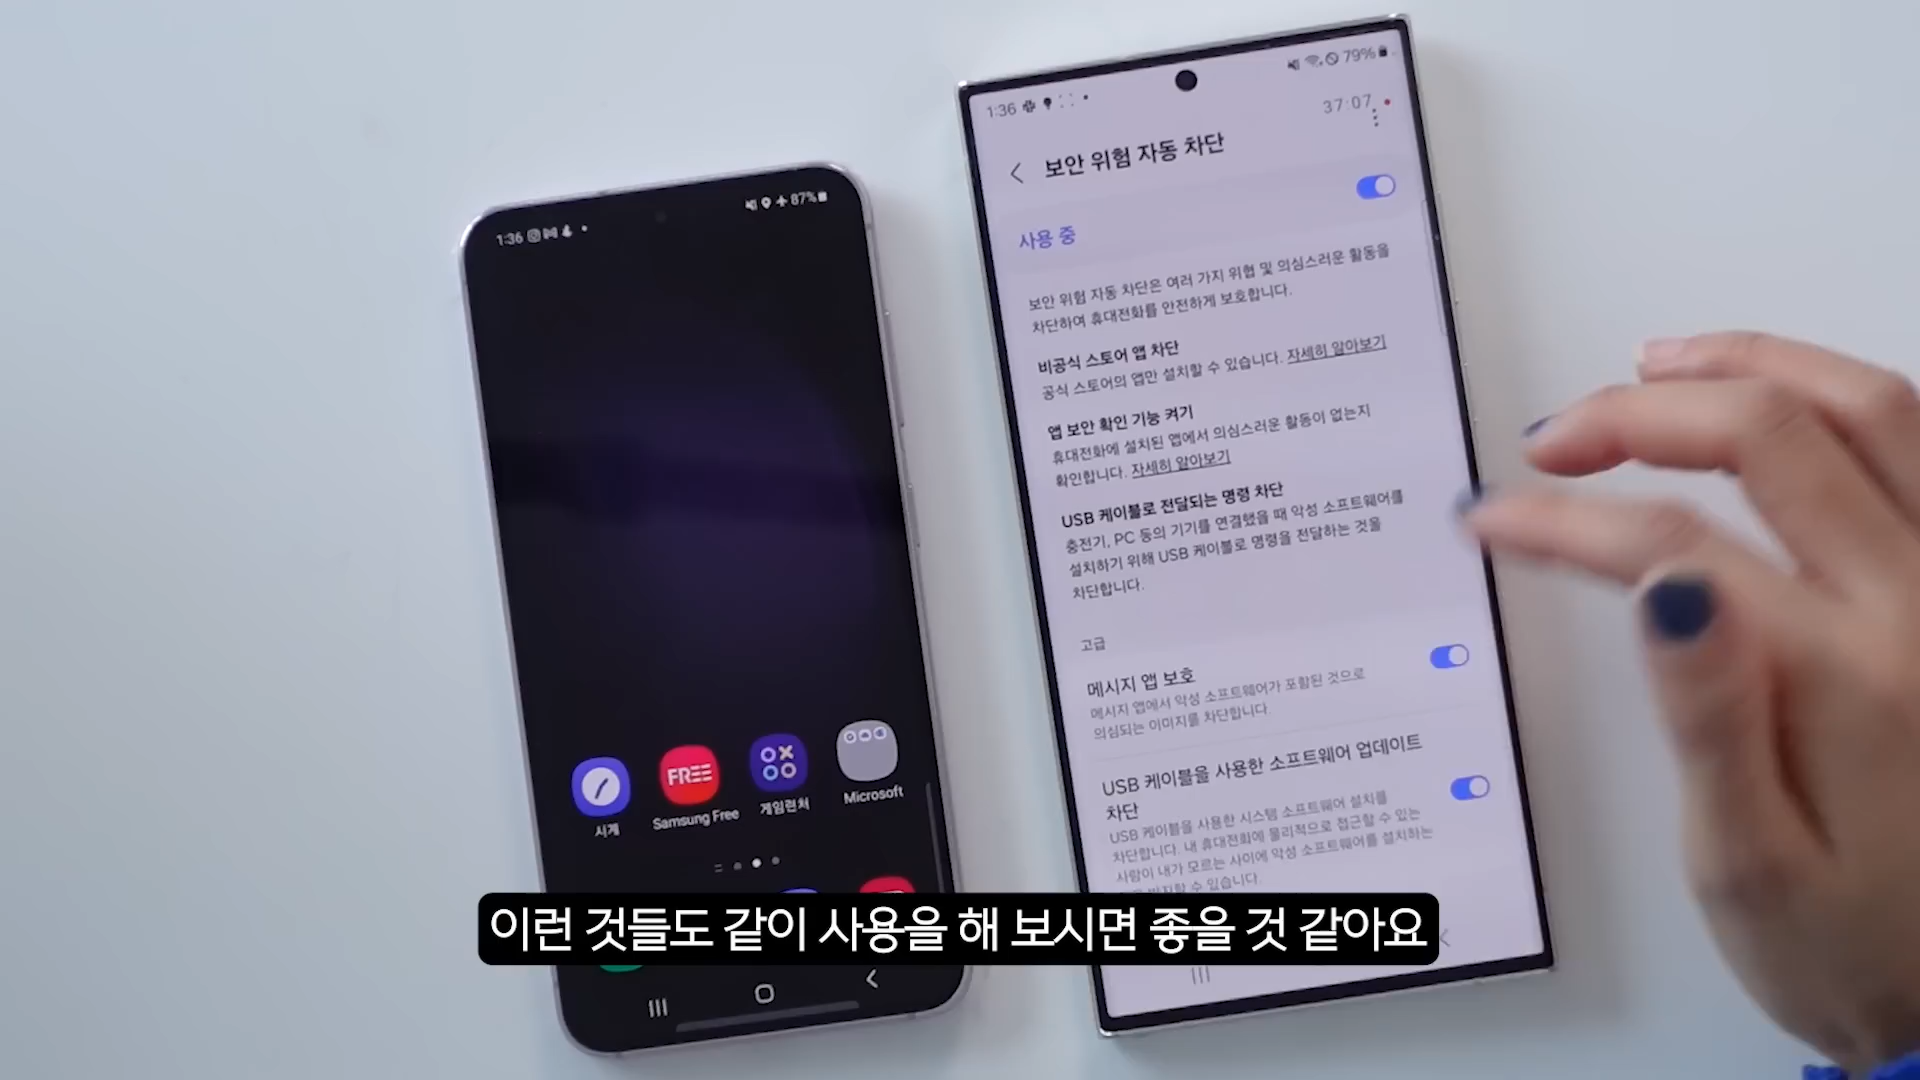 1:36
87%
시계
Samsung Free
게임런처
Microsoft
FREE
1:36
79%
37:07
보안 위험 자동 차단
사용 중
보안 위험 자동 차단은 여러 가지 위협 및 의심스러운 활동을
차단하여 휴대전화를 안전하게 보호합니다.
비공식 스토어 앱 차단
공식 스토어의 앱만 설치할 수 있습니다. 자세히 알아보기
앱 보안 확인 기능 켜기
휴대전화에 설치된 앱에서 의심스러운 활동이 없는지
확인합니다. 자세히 알아보기
USB 케이블로 전달되는 명령 차단
충전기, PC 등의 기기를 연결했을 때 악성 소프트웨어를
설치하기 위해 USB 케이블로 명령을 전달하는 것을
차단합니다.
고급
메시지 앱 보호
메시지 앱에서 악성 소프트웨어가 포함된 것으로
의심되는 이미지를 차단합니다.
USB 케이블을 사용한 소프트웨어 업데이트
차단
USB 케이블을 사용한 시스템 소프트웨어 설치를
차단합니다. 내 휴대전화에 물리적으로 접근할 수 있는
사람이 내가 모르는 사이에 악성 소프트웨어를 설치하는
수 있습니다.
이런 것들도 같이 사용을 해 보시면 좋을 것 같아요